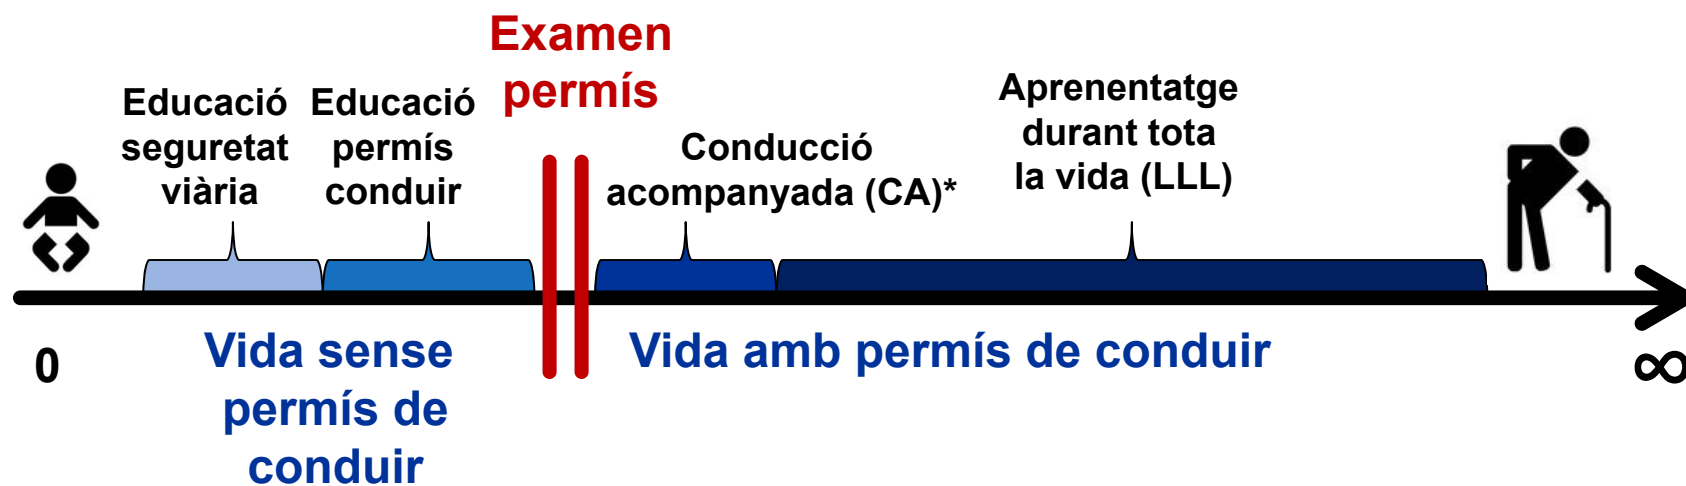 Examen
permís
Educació
seguretat
viària
Educació
permís
conduir
Conducció
acompanyada (CA)*
Aprenentatge
durant tota
la vida (LLL)
0
Vida sense
permís de
conduir
Vida amb permís de conduir
∞